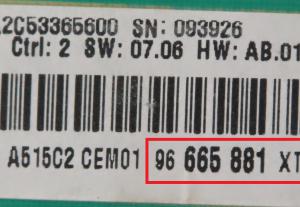 2C53365600 SN: 093926
Ctrl: 2 SW: 07.06 HW: AB.01
A515C2 CEM01 96 665 881 XT